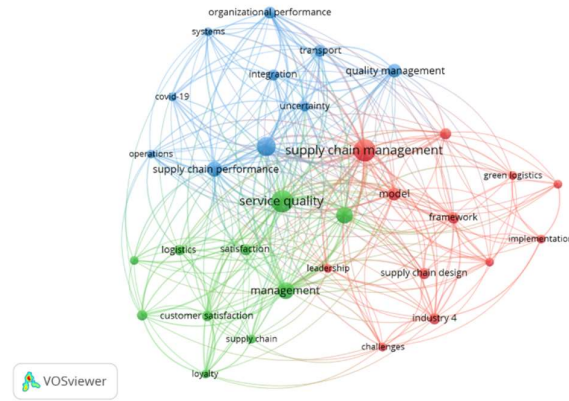 organizational performance
systems
transport
integration
quality management
covid-19
uncertainty
supply chain management
operations
supply chain performance
green logistics
model
service quality
framework
implementation
logistics
satisfaction
leadership
supply chain design
management
customer satisfaction
industry 4
supply chain
challenges
loyalty
VOSviewer